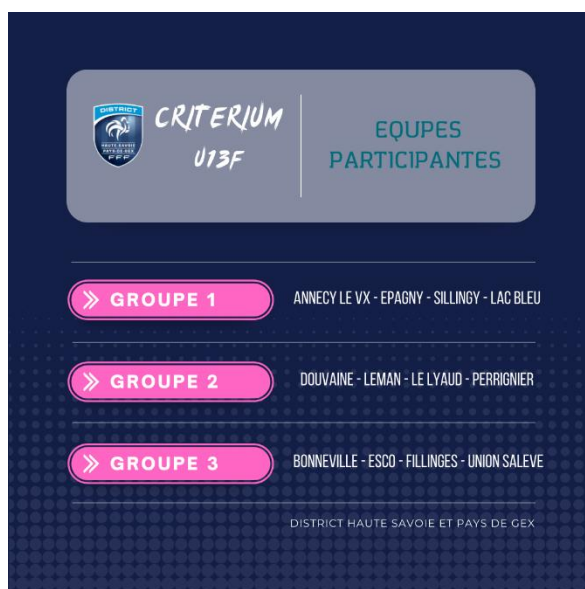 DISTRICT
HAUTE SAVOIE
PAYS DE GEX
FFF
CRITERIUM
U13F
EQUPES
PARTICIPANTES
GROUPE 1
ANNECY LE VX - EPAGNY - SILLINGY - LAC BLEU
GROUPE 2
DOUVAINE - LEMAN - LE LYAUD - PERRIGNIER
GROUPE 3
BONNEVILLE - ESCO - FILLINGES - UNION SALEVE
DISTRICT HAUTE SAVOIE ET PAYS DE GEX